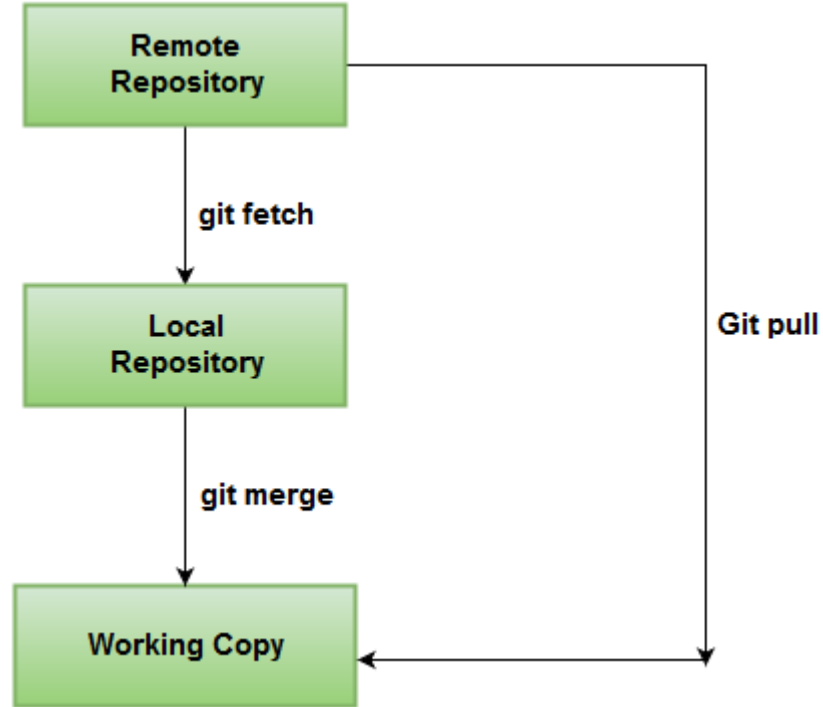 Remote
Repository
git fetch
Local
Repository
Git pull
git merge
Working Copy